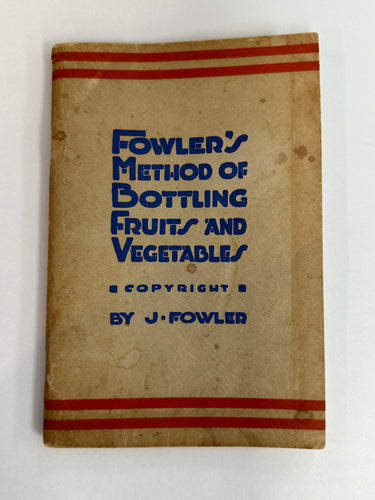 FOWLER'S
METHOD OF
BOTTLING
FRUITS AND
VEGETABLES
COPYRIGHT
BY J. FOWLER